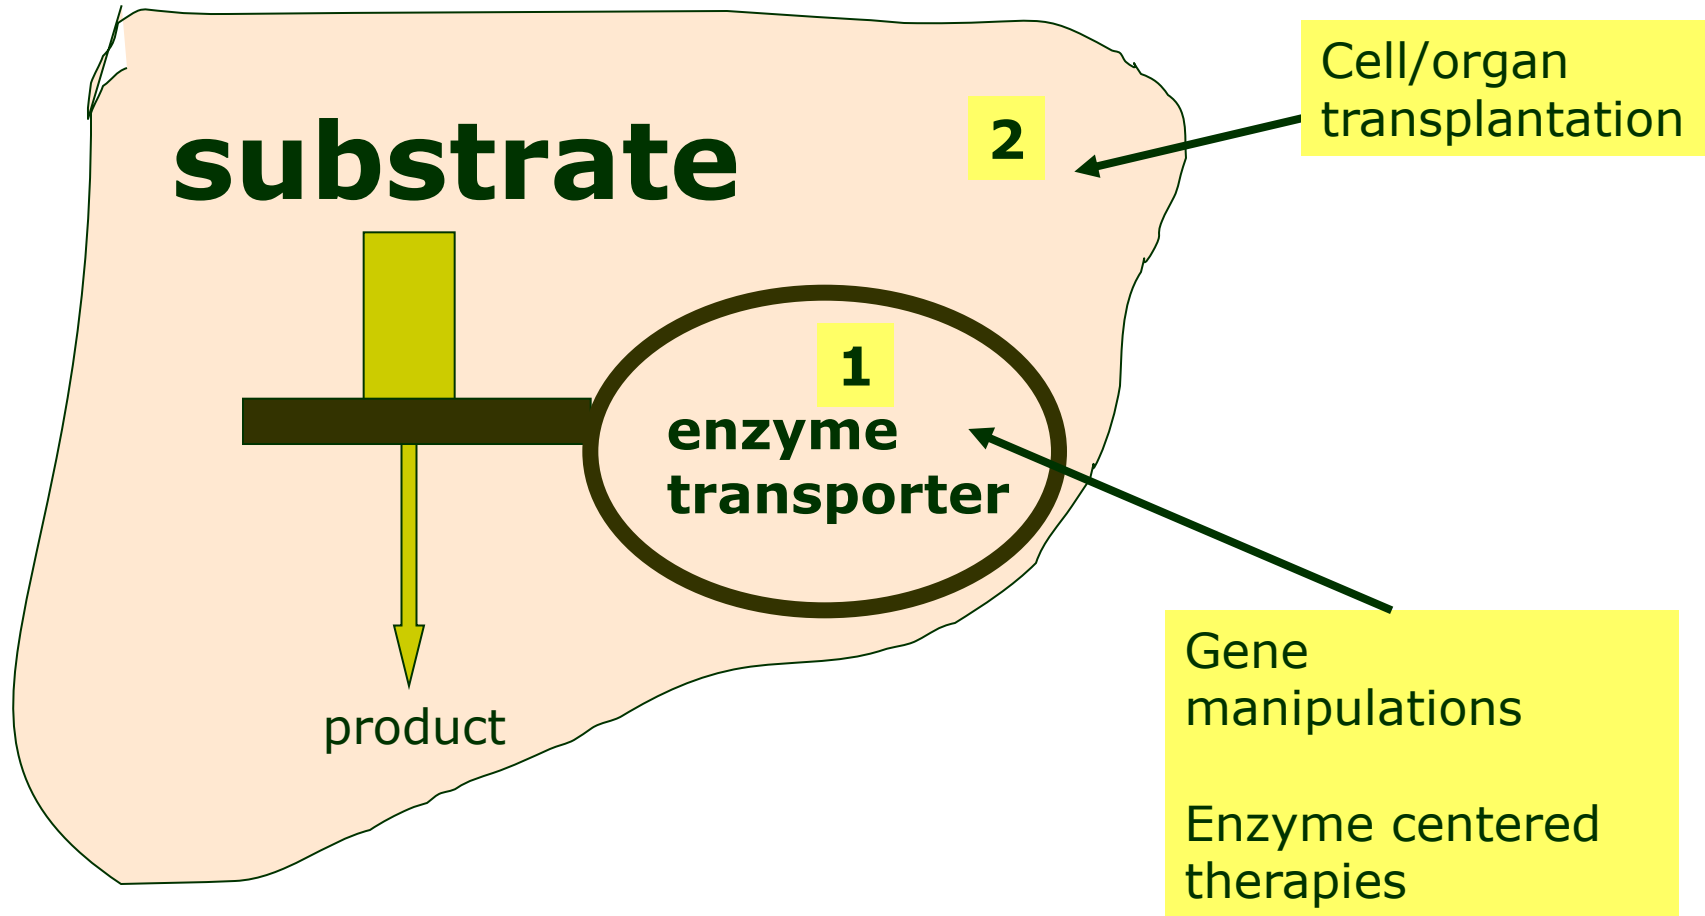 Cell/organ
transplantation
substrate
2
1
enzyme
transporter
product
Gene
manipulations
Enzyme centered
therapies